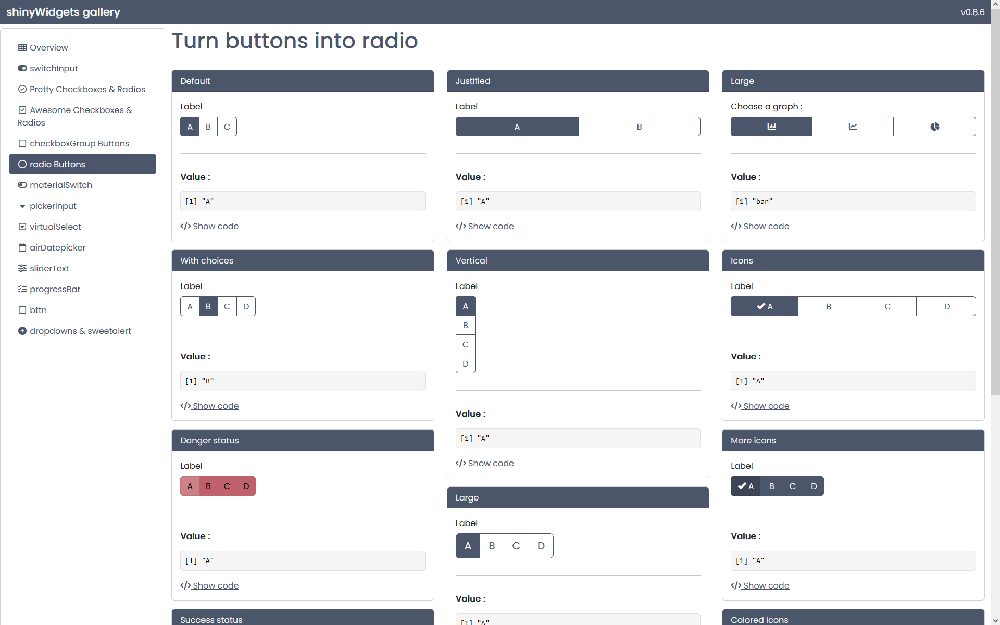 shinyWidgets gallery
v0.8.6
Overview
switchInput
Pretty Checkboxes & Radios
Awesome Checkboxes &
Radios
checkboxGroup Buttons
radio Buttons
materialSwitch
pickerInput
virtualSelect
airDatepicker
sliderText
progressBar
bttn
dropdowns & sweetalert
Turn buttons into radio
Default
Label
A B C
Value :
[1] "A"
</> Show code
Justified
Label
A B
Value :
[1] "A"
</> Show code
Large
Choose a graph :
Value :
[1] "bar"
</> Show code
With choices
Label
A B C D
Value :
[1] "B"
</> Show code
Vertical
Label
A
B
C
D
Value :
[1] "A"
</> Show code
Icons
Label
A B C D
Value :
[1] "A"
</> Show code
Danger status
Label
A B C D
Value :
[1] "A"
</> Show code
Large
Label
A B C D
Value :
[1] "A"
More icons
Label
A B C D
Value :
[1] "A"
</> Show code
Success status
Colored icons